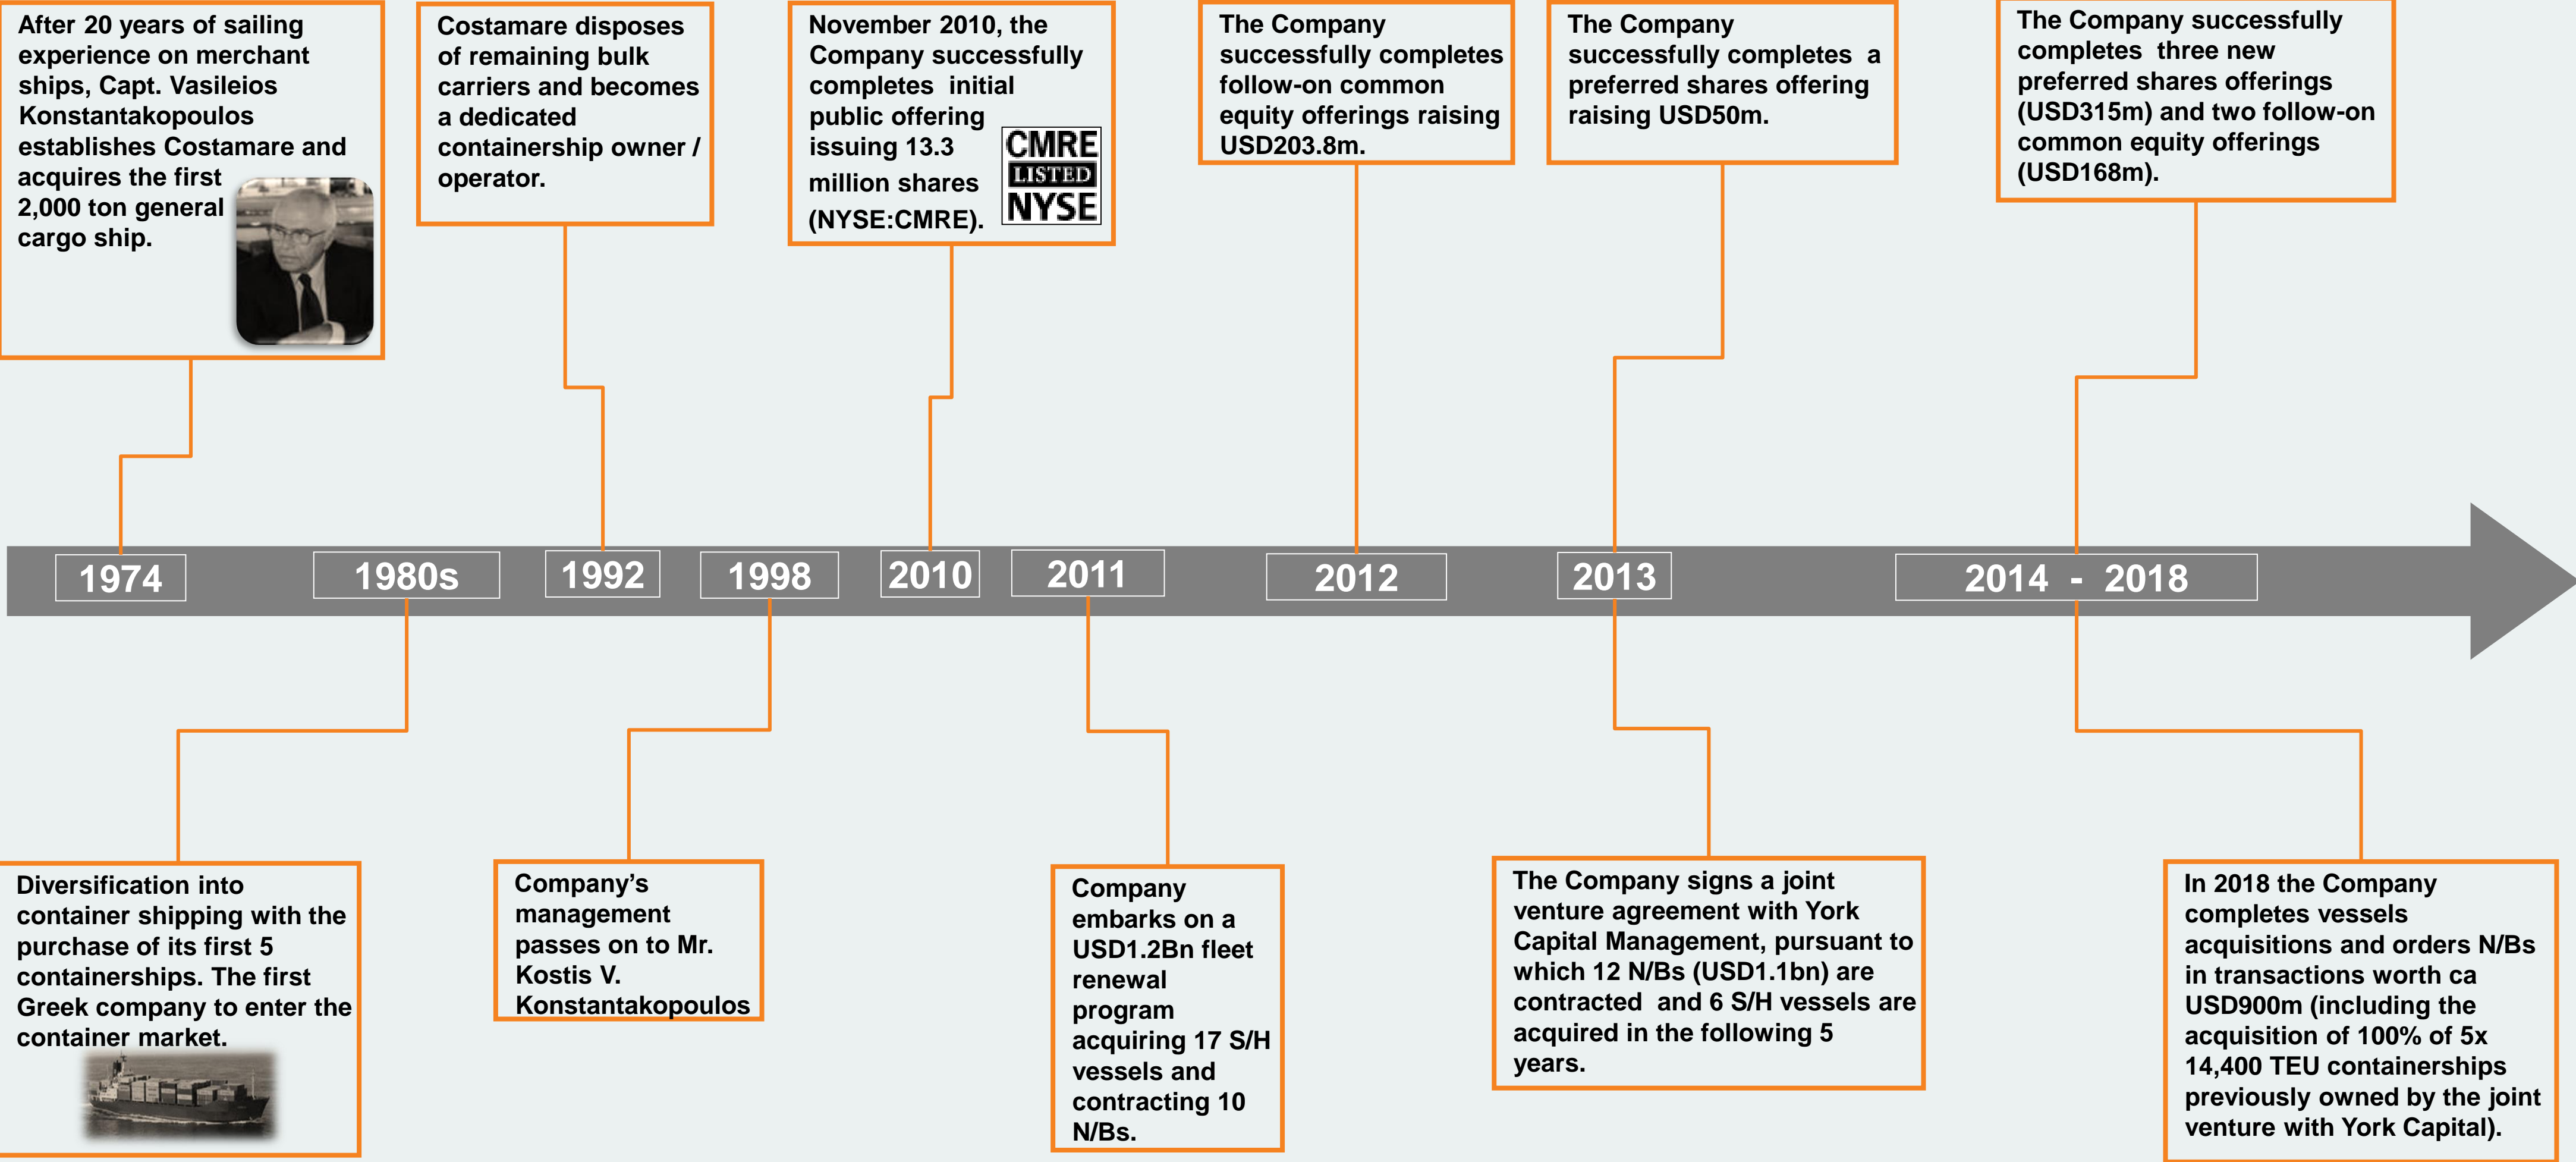 After 20 years of sailing
experience on merchant
ships, Capt. Vasileios
Konstantakopoulos
establishes Costamare and
acquires the first
2,000 ton general
cargo ship.
Costamare disposes
of remaining bulk
carriers and becomes
a dedicated
containership owner /
operator.
November 2010, the
Company successfully
completes initial
public offering
issuing 13.3
million shares
(NYSE:CMRE).
CMRE
LISTED
NYSE
The Company
successfully completes
follow-on common
equity offerings raising
USD203.8m.
The Company
successfully completes a
preferred shares offering
raising USD50m.
The Company successfully
completes three new
preferred shares offerings
(USD315m) and two follow-on
common equity offerings
(USD168m).
1974
1980s
1992
1998
2010
2011
2012
2013
2014 - 2018
Diversification into
container shipping with the
purchase of its first 5
containerships. The first
Greek company to enter the
container market.
Company’s
management
passes on to Mr.
Kostis V.
Konstantakopoulos
Company
embarks on a
USD1.2Bn fleet
renewal
program
acquiring 17 S/H
vessels and
contracting 10
N/Bs.
The Company signs a joint
venture agreement with York
Capital Management, pursuant to
which 12 N/Bs (USD1.1bn) are
contracted and 6 S/H vessels are
acquired in the following 5
years.
In 2018 the Company
completes vessels
acquisitions and orders N/Bs
in transactions worth ca
USD900m (including the
acquisition of 100% of 5x
14,400 TEU containerships
previously owned by the joint
venture with York Capital).